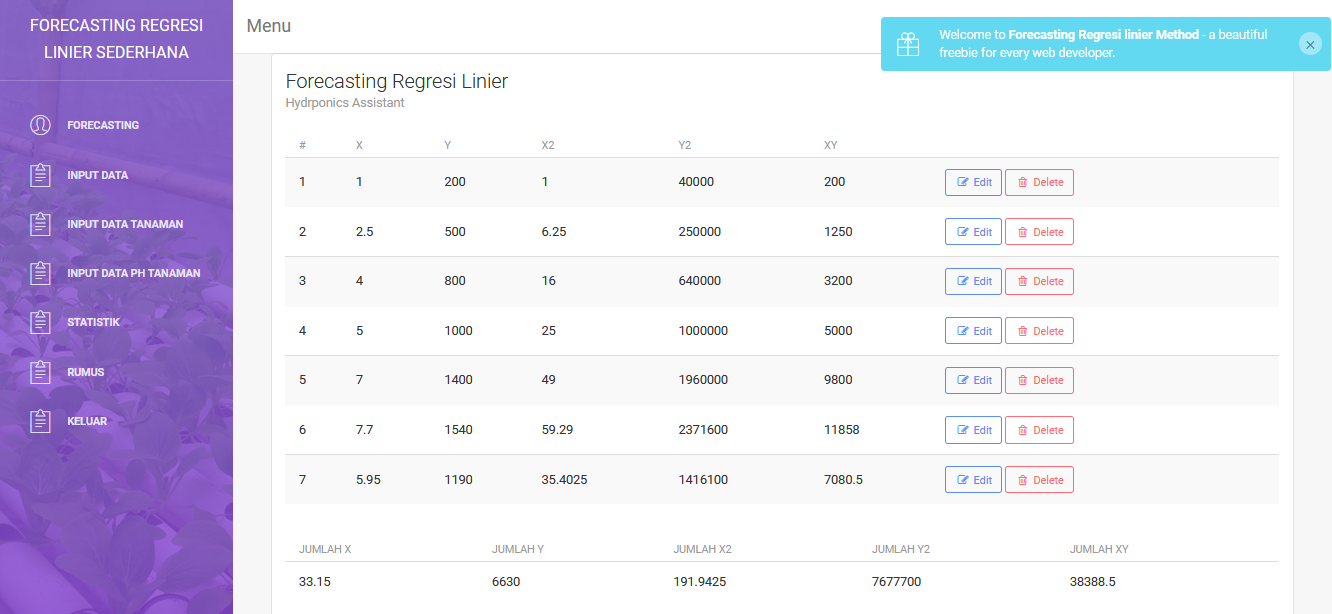 FORECASTING REGRESI
LINIER SEDERHANA
FORECASTING
INPUT DATA
INPUT DATA TANAMAN
INPUT DATA PH TANAMAN
STATISTIK
RUMUS
KELUAR
Menu
Welcome to Forecasting Regresi linier Method - a beautiful
freebie for every web developer.
Forecasting Regresi Linier
Hydrponics Assistant
# X Y X2 Y2 XY
1 1 200 1 40000 200 Edit Delete
2 2.5 500 6.25 250000 1250 Edit Delete
3 4 800 16 640000 3200 Edit Delete
4 5 1000 25 1000000 5000 Edit Delete
5 7 1400 49 1960000 9800 Edit Delete
6 7.7 1540 59.29 2371600 11858 Edit Delete
7 5.95 1190 35.4025 1416100 7080.5 Edit Delete
JUMLAH X JUMLAH Y JUMLAH X2 JUMLAH Y2 JUMLAH XY
33.15 6630 191.9425 7677700 38388.5